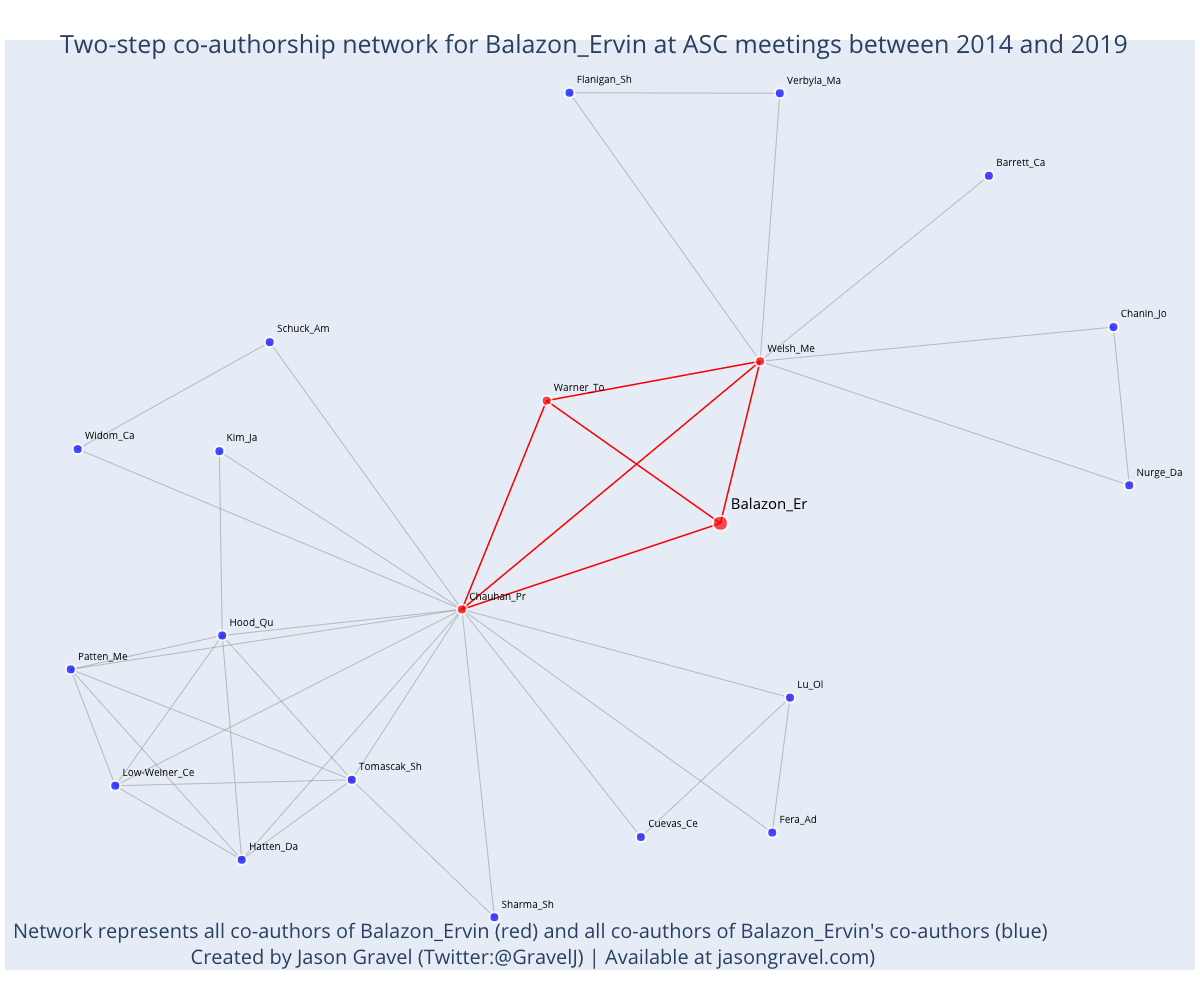 Two-step co-authorship network for Balazon_Ervin at ASC meetings between 2014 and 2019
Flanigan_Sh
Verbyla_Ma
Barrett_Ca
Chanin_Jo
Schuck_Am
Welsh_Me
Warner_To
Widom_Ca
Kim_Ja
Nurge_Da
Balazon_Er
Chauhan_Pr
Hood_Qu
Patten_Me
Lu_Ol
Low-Weiner_Ce
Tomascak_Sh
Cuevas_Ce
Fera_Ad
Hatten_Da
Sharma_Sh
Network represents all co-authors of Balazon_Ervin (red) and all co-authors of Balazon_Ervin's co-authors (blue)
Created by Jason Gravel (Twitter:@GravelJ) | Available at jasongravel.com)